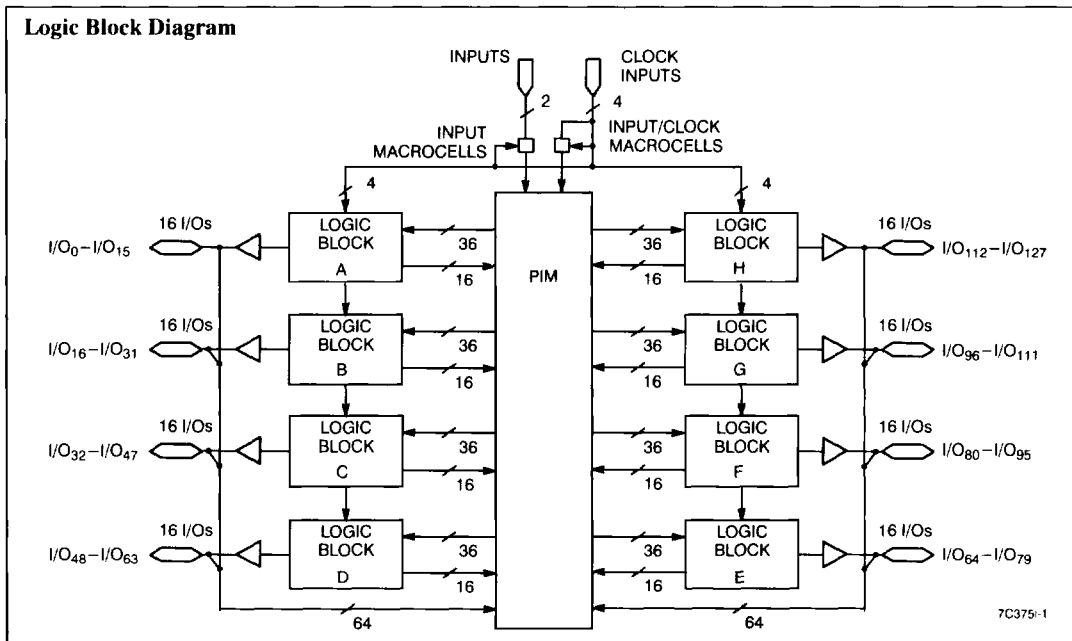 Logic Block Diagram
INPUTS
CLOCK
INPUTS
2
4
INPUT
MACROCELLS
INPUT/CLOCK
MACROCELLS
4
4
16 I/Os
I/O0–I/O15
LOGIC
BLOCK
A
36
16
PIM
36
16
LOGIC
BLOCK
H
16 I/Os
I/O112–I/O127
16 I/Os
I/O16–I/O31
LOGIC
BLOCK
B
36
16
36
16
LOGIC
BLOCK
G
16 I/Os
I/O96–I/O111
16 I/Os
I/O32–I/O47
LOGIC
BLOCK
C
36
16
36
16
LOGIC
BLOCK
F
16 I/Os
I/O80–I/O95
16 I/Os
I/O48–I/O63
LOGIC
BLOCK
D
36
16
36
16
LOGIC
BLOCK
E
16 I/Os
I/O64–I/O79
64
64
7C375i-1